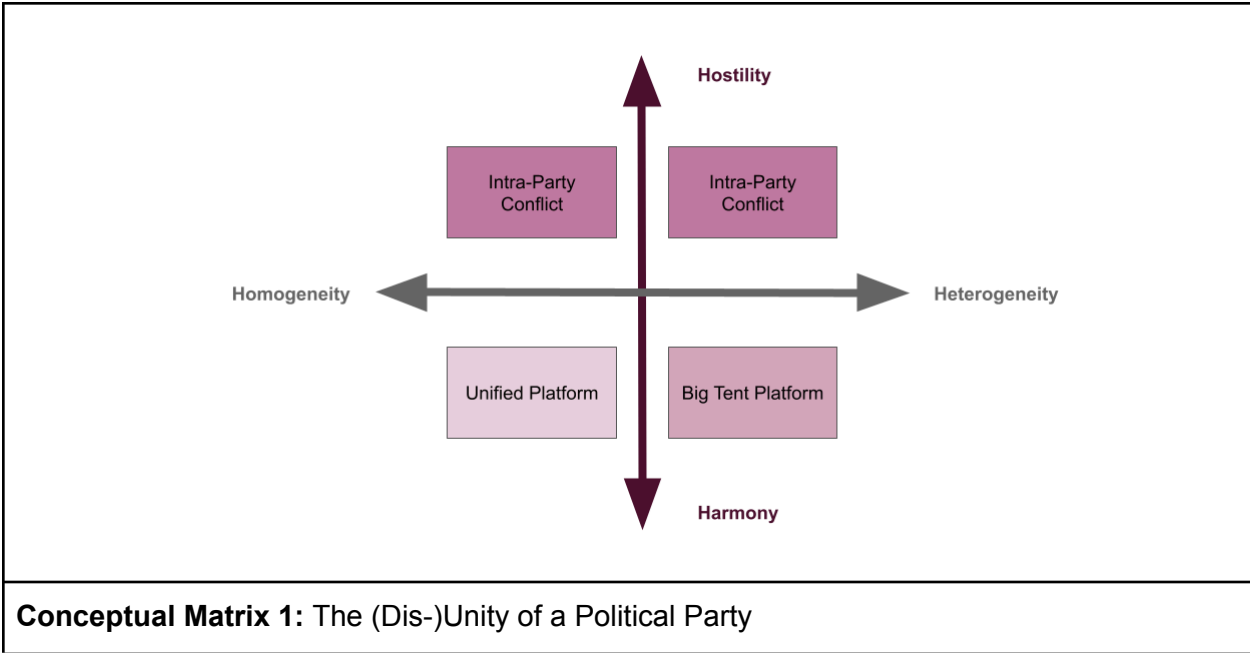 Hostility
Intra-Party
Conflict
Intra-Party
Conflict
Homogeneity
Heterogeneity
Unified Platform
Big Tent Platform
Harmony
Conceptual Matrix 1: The (Dis-)Unity of a Political Party